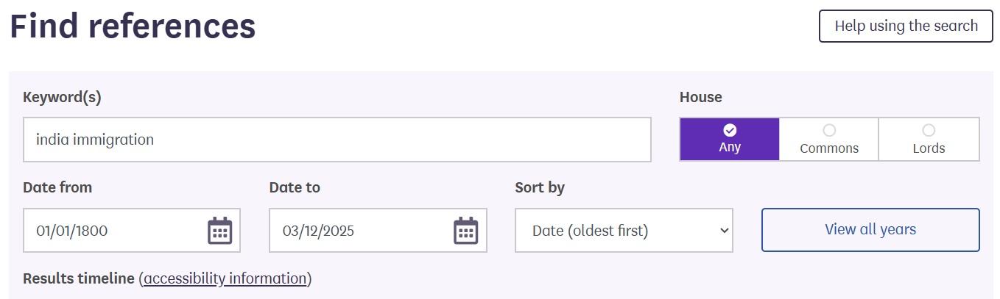 Find references
Help using the search
Keyword(s)
House
india immigration
Any
Commons
Lords
Date from
Date to
Sort by
01/01/1800
03/12/2025
Date (oldest first)
View all years
Results timeline (accessibility information)